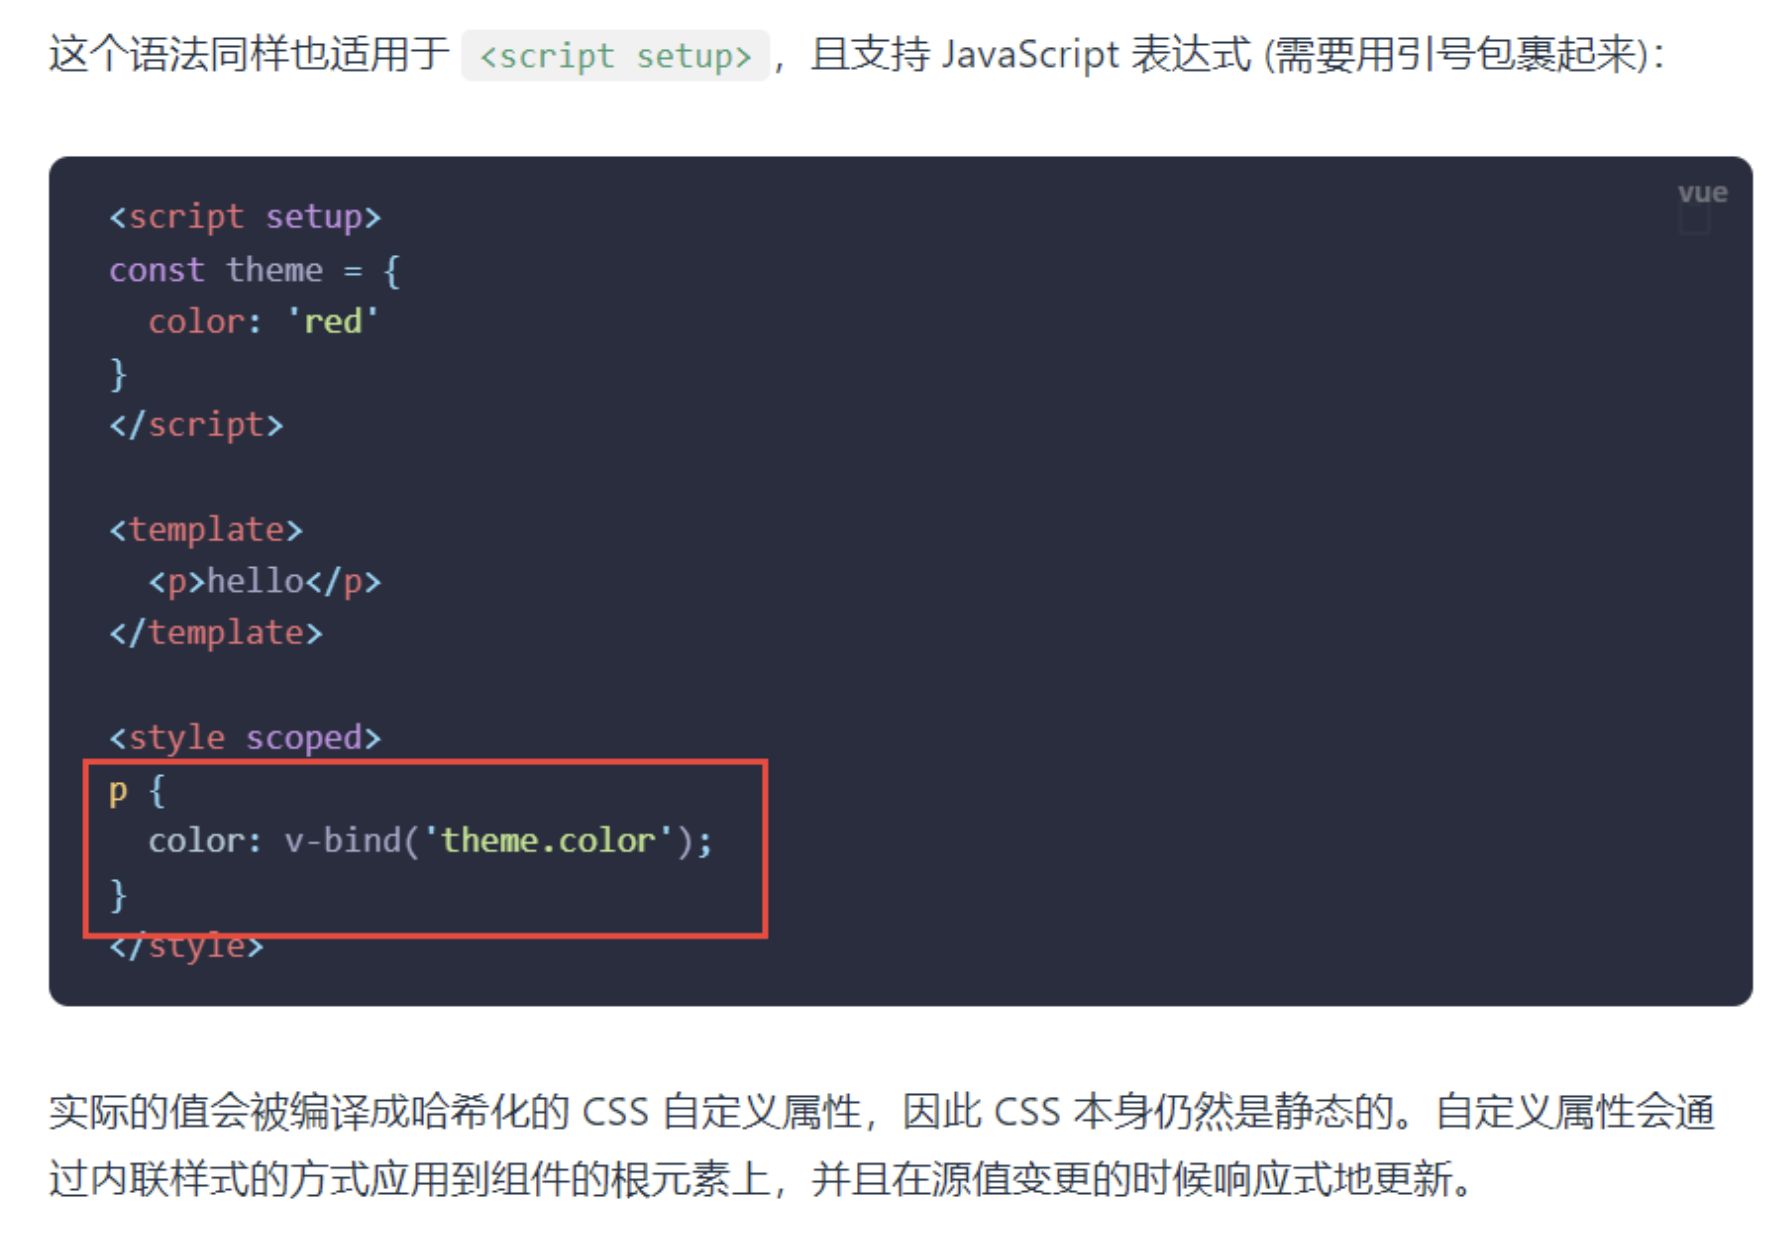 这个语法同样也适用于 <script setup>，且支持 JavaScript 表达式 (需要用引号包裹起来)：
vue
<script setup>
const theme = {
  color: 'red'
}
</script>

<template>
  <p>hello</p>
</template>

<style scoped>
p {
  color: v-bind('theme.color');
}
</style>
实际的值会被编译成哈希化的 CSS 自定义属性，因此 CSS 本身仍然是静态的。自定义属性会通
过内联样式的方式应用到组件的根元素上，并且在源值变更的时候响应式地更新。